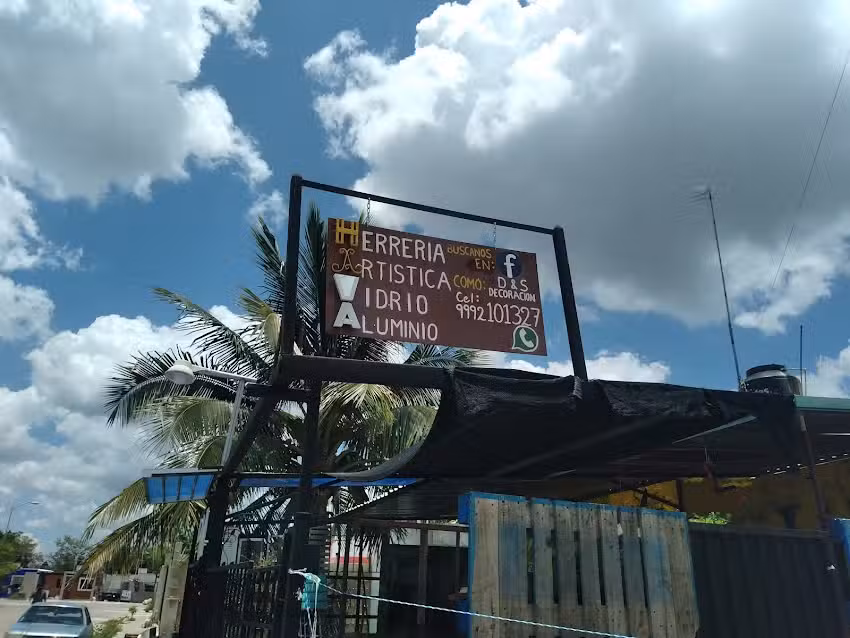 HERRERIA
ARTISTICA
VIDRIO
ALUMINIO
BUSCANOS
EN: f
COMO: D & S
DECORACION
Cel:
9992101327